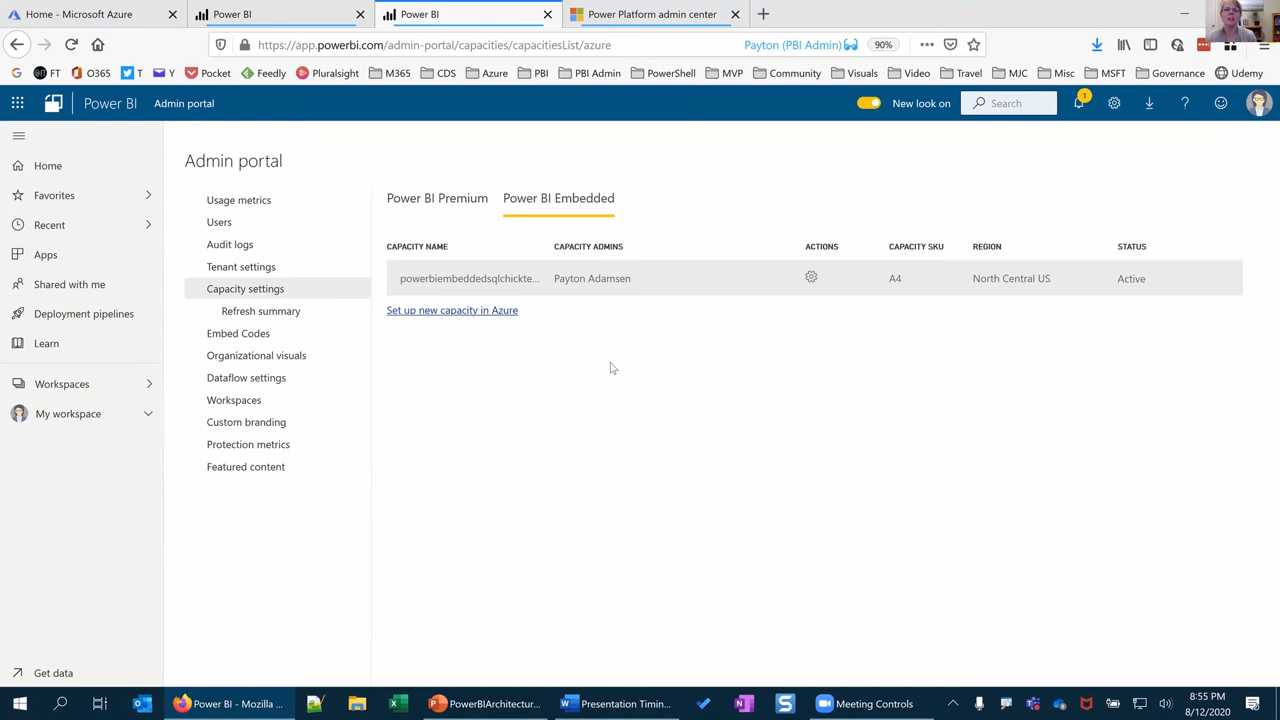 Home - Microsoft Azure
Power BI
Power BI
Power Platform admin center
https://app.powerbi.com/admin-portal/capacities/capacitiesList/azure
Payton (PBI Admin)
90%
FT
O365
T
Y
Pocket
Feedly
Pluralsight
M365
CDS
Azure
PBI
PBI Admin
PowerShell
MVP
Community
Visuals
Video
Travel
MJC
Misc
MSFT
Governance
Udemy
Power BI
Admin portal
New look on
Search
1
Home
Favorites
Recent
Apps
Shared with me
Deployment pipelines
Learn
Workspaces
My workspace
Get data
Admin portal
Usage metrics
Users
Audit logs
Tenant settings
Capacity settings
Refresh summary
Embed Codes
Organizational visuals
Dataflow settings
Workspaces
Custom branding
Protection metrics
Featured content
Power BI Premium
Power BI Embedded
CAPACITY NAME
CAPACITY ADMINS
ACTIONS
CAPACITY SKU
REGION
STATUS
powerbiembeddedsqlchickte...
Payton Adamsen
A4
North Central US
Active
Set up new capacity in Azure
Power BI - Mozilla ...
PowerBIArchitectur...
Presentation Timin...
Meeting Controls
8:55 PM
8/12/2020